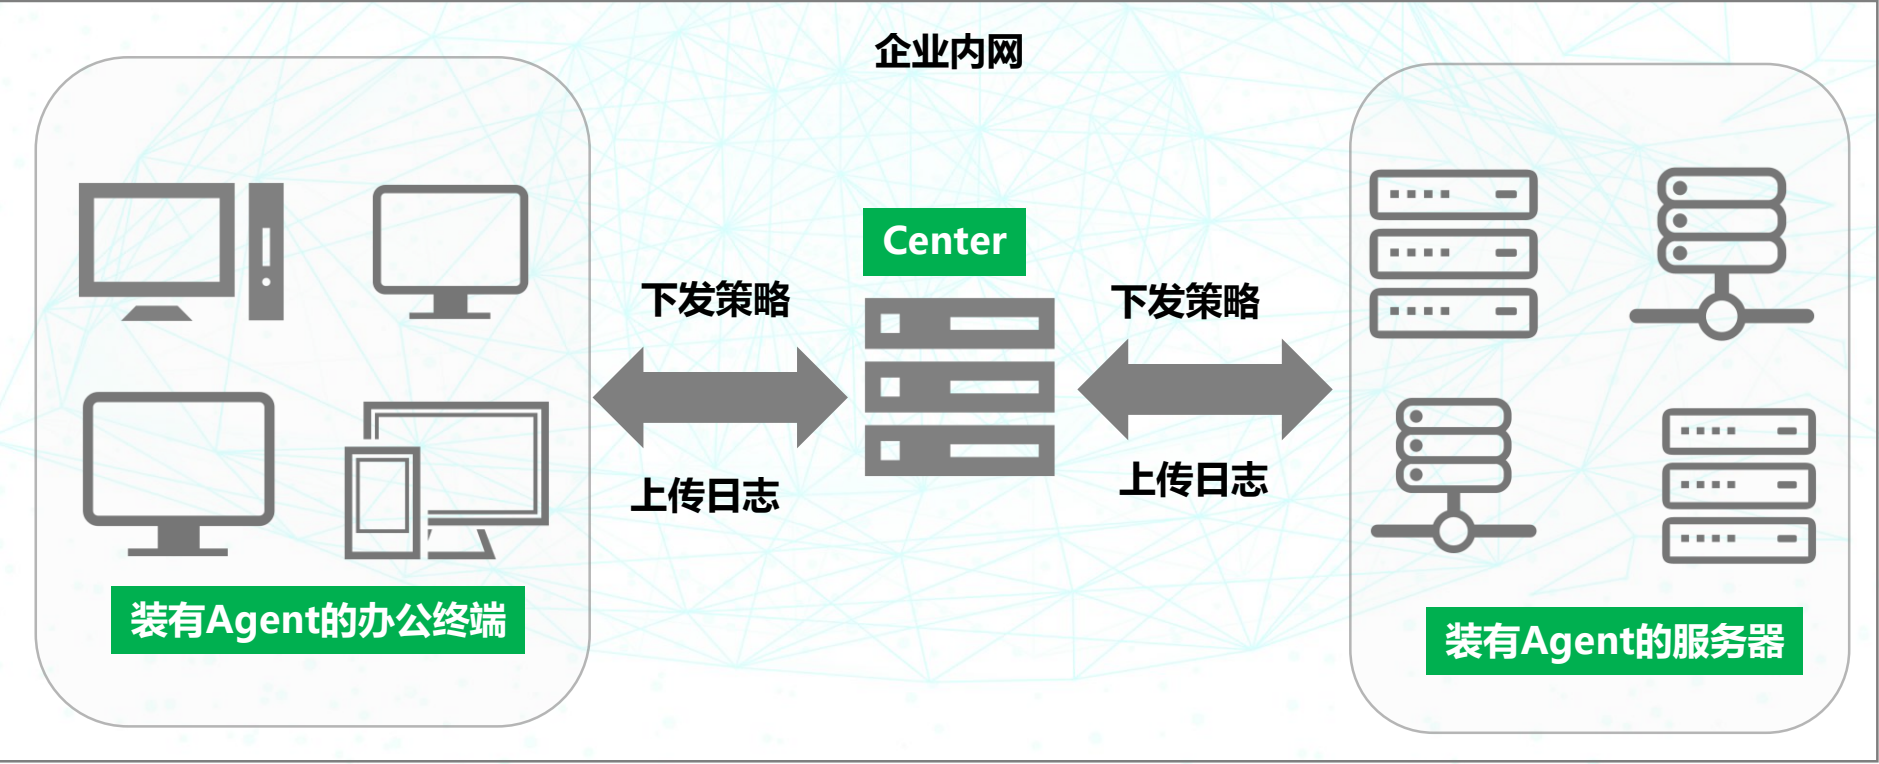 企业内网
Center
下发策略
下发策略
上传日志
上传日志
装有Agent的办公终端
装有Agent的服务器